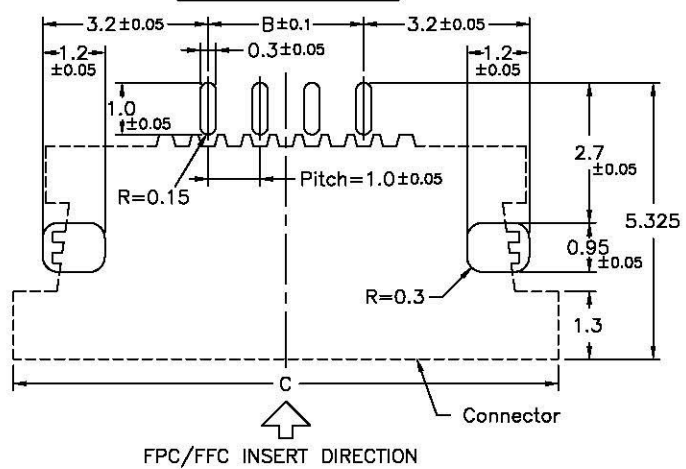 3.2±0.05
B±0.1
3.2±0.05
1.2
±0.05
0.3±0.05
1.2
±0.05
1.0
±0.05
R=0.15
Pitch=1.0±0.05
2.7
±0.05
5.325
0.95
±0.05
R=0.3
1.3
C
Connector
FPC/FFC INSERT DIRECTION